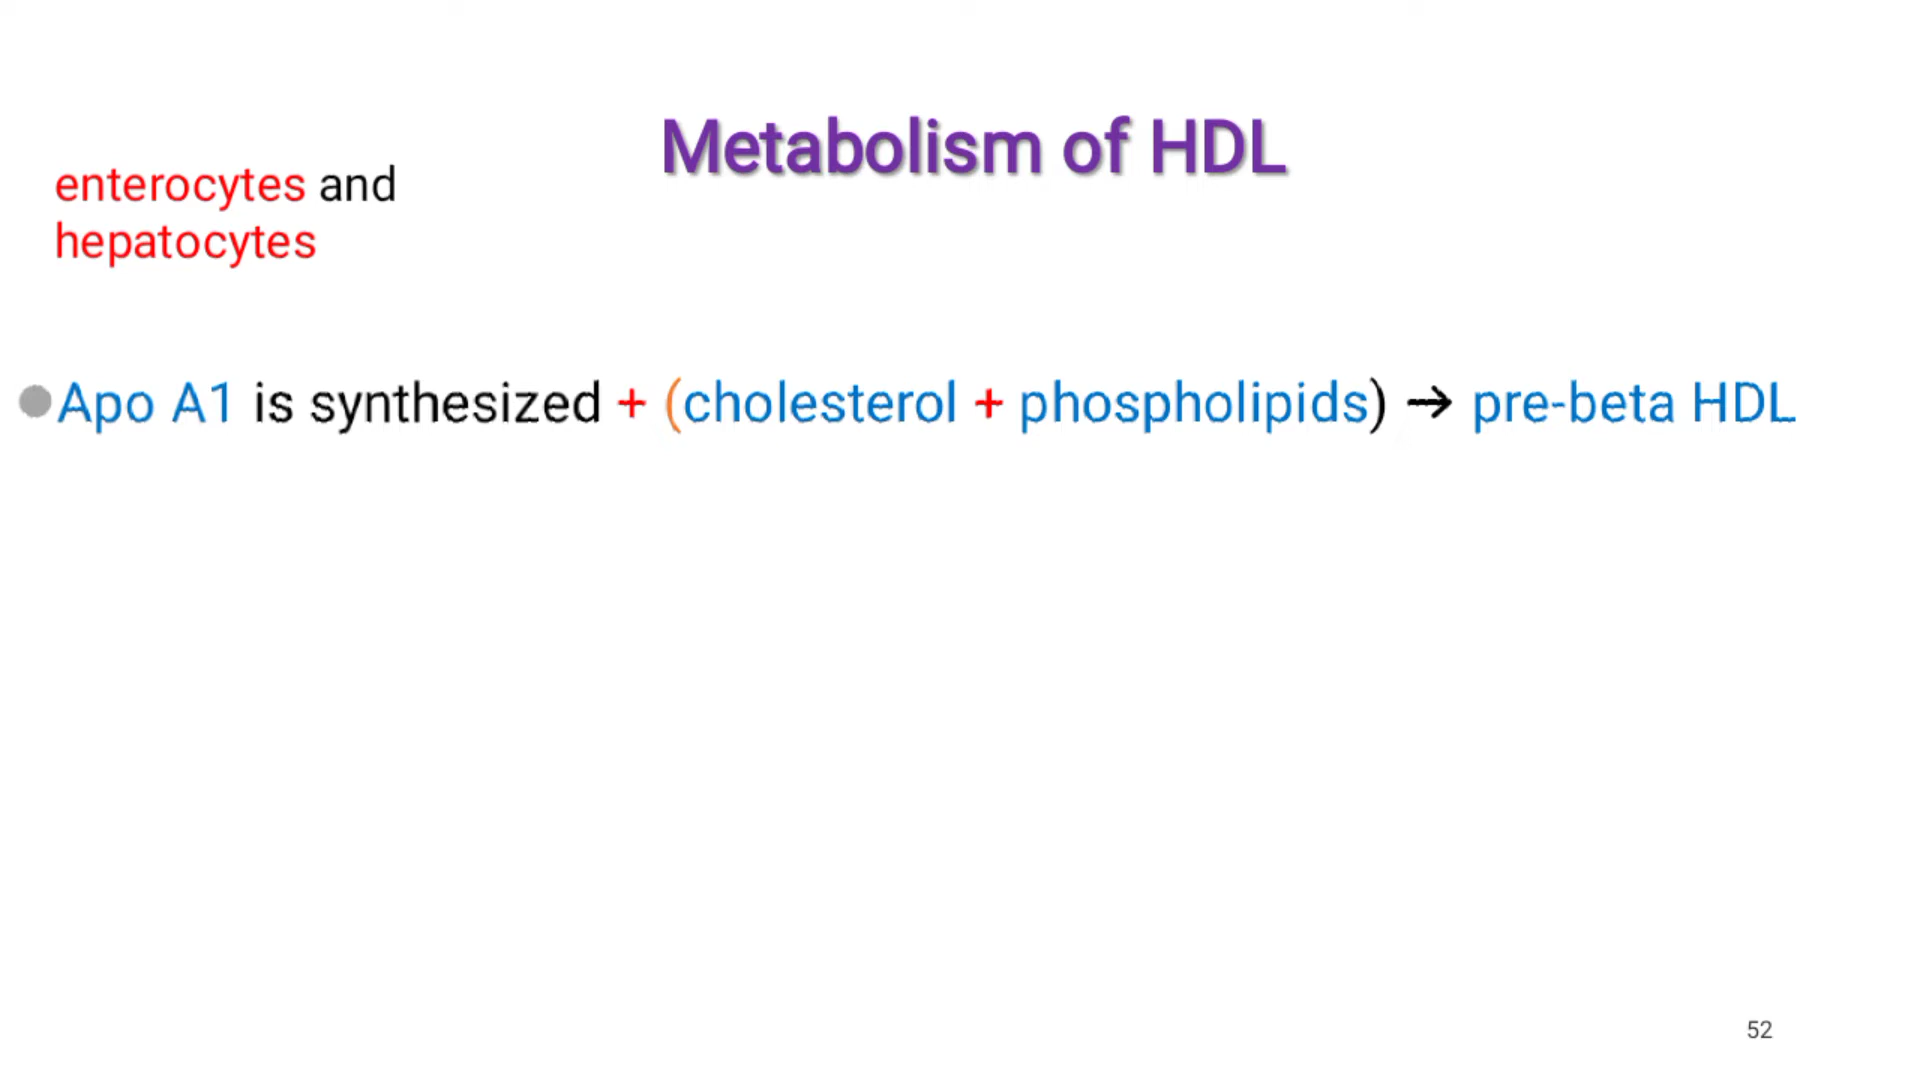 Metabolism of HDL
enterocytes and
hepatocytes
Apo A1 is synthesized + (cholesterol + phospholipids) → pre-beta HDL
52